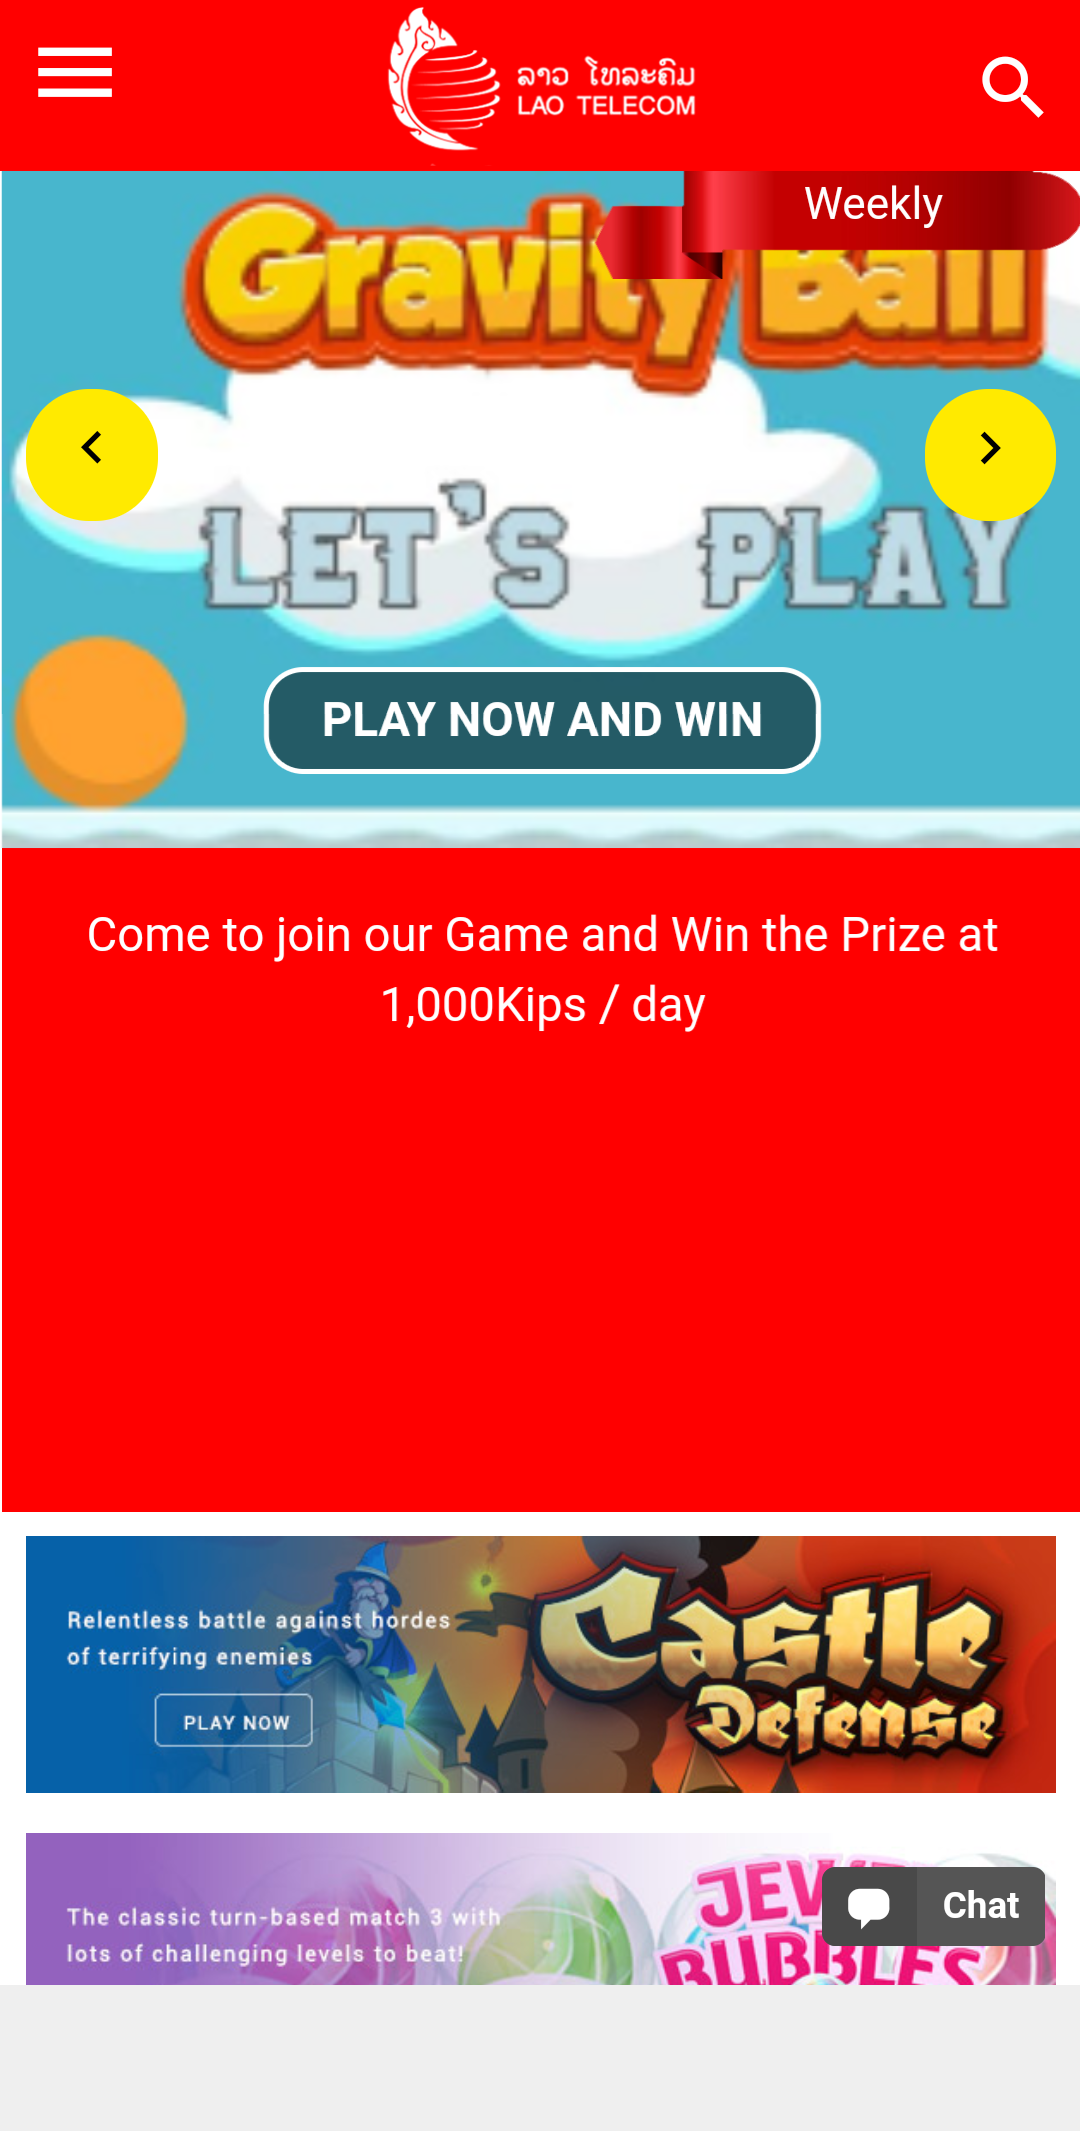 ລາວ ໂທລະຄົມ
LAO TELECOM
Weekly
Gravity Ball
LET'S PLAY
PLAY NOW AND WIN
Come to join our Game and Win the Prize at
1,000Kips / day
Relentless battle against hordes
of terrifying enemies
PLAY NOW
Castle
Defense
The classic turn-based match 3 with
lots of challenging levels to beat!
BUBBLES
Chat